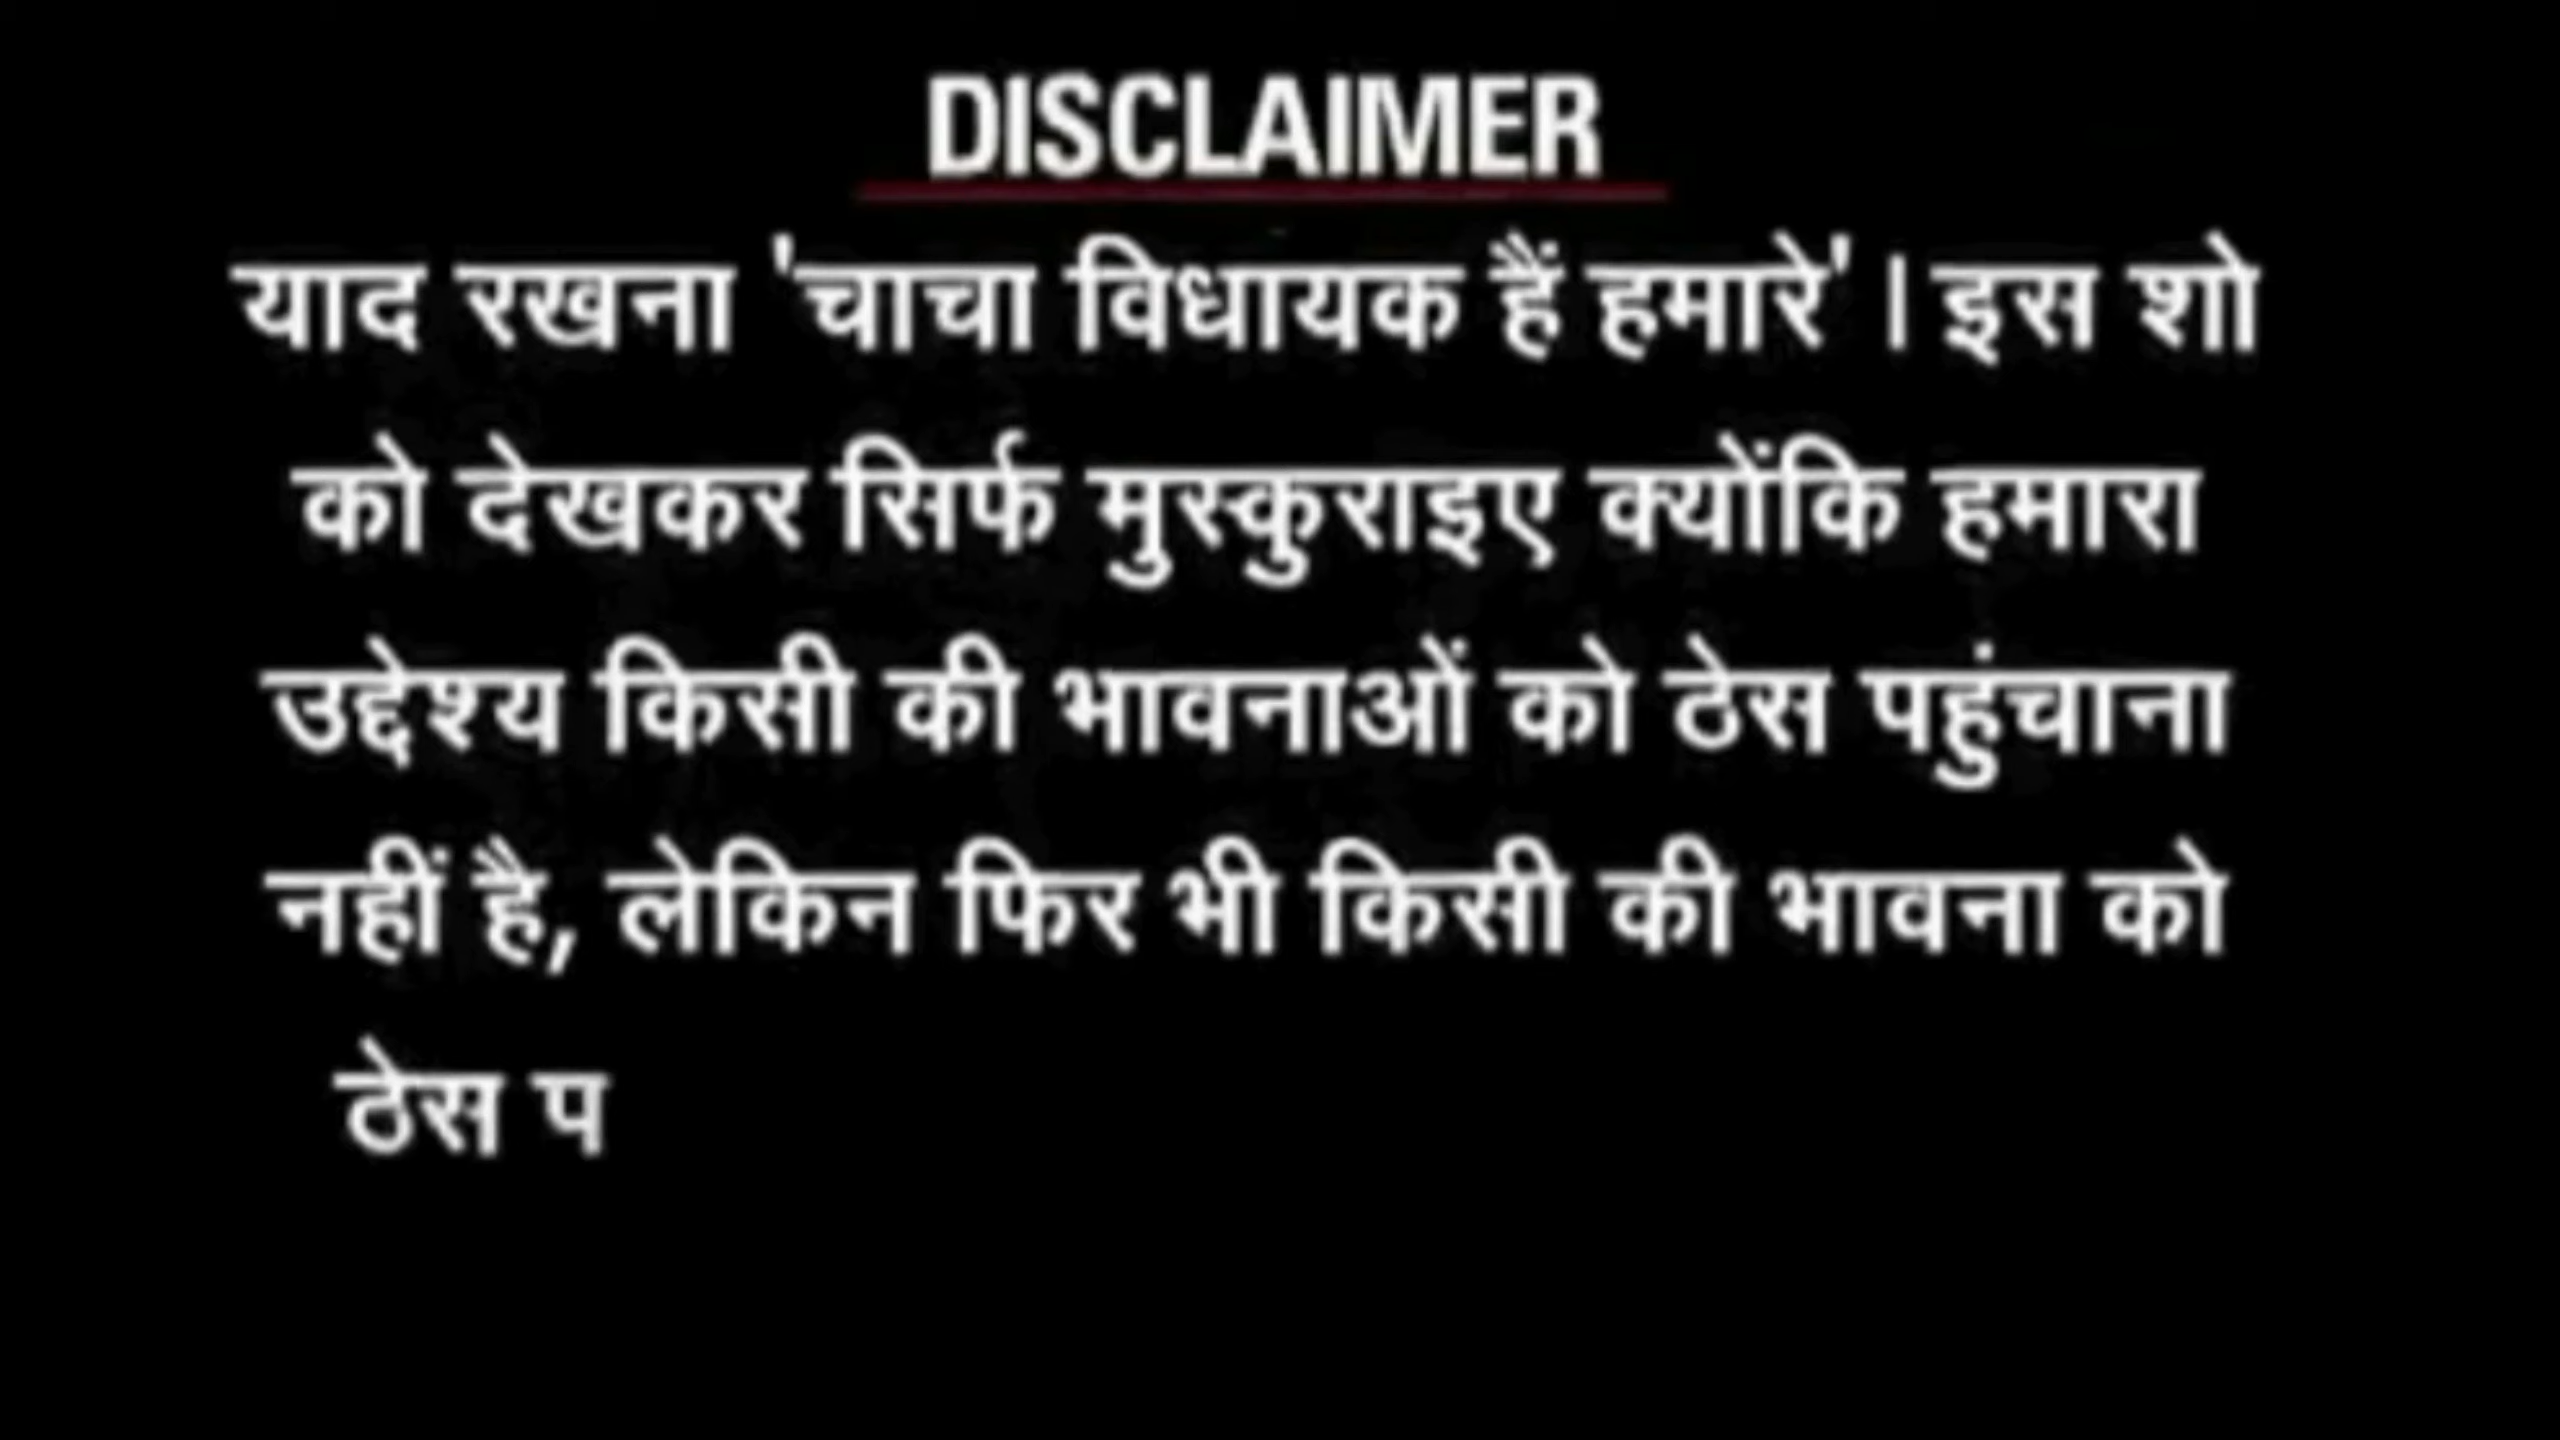 DISCLAIMER
याद रखना 'चाचा विधायक हैं हमारे' । इस शो
को देखकर सिर्फ मुस्कुराइए क्योंकि हमारा
उद्देश्य किसी की भावनाओं को ठेस पहुंचाना
नहीं है, लेकिन फिर भी किसी की भावना को
ठेस प